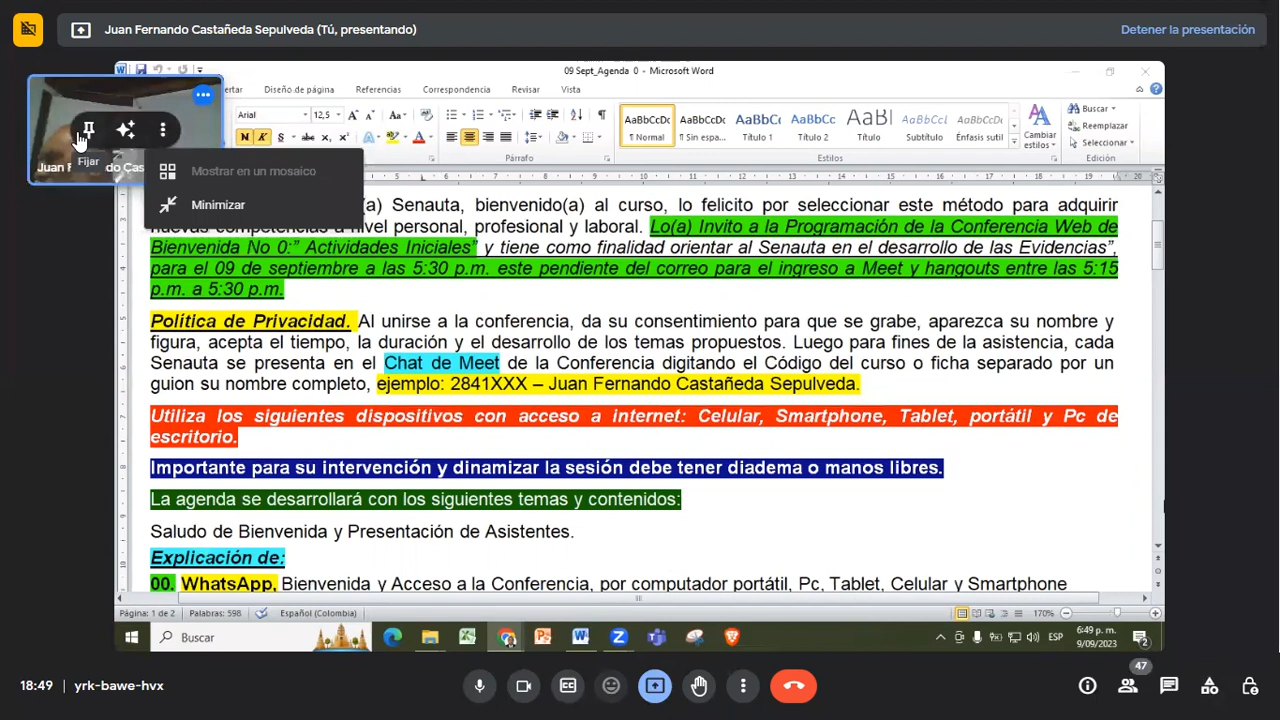 Juan Fernando Castañeda Sepulveda (Tú, presentando)
Detener la presentación
09 Sept_Agenda 0 - Microsoft Word
Referencias
Correspondencia
Revisar
Vista
Arial
12,5
Aa
N
K
S
A
AaBbCcDc AaBbCcDc AaBbC AaBbCc AaBbCcL AaBbCcDc
¶ Normal
¶ Sin espa...
Título 1
Título 2
Subtítulo
Énfasis sutil
Cambiar estilos
Buscar
Reemplazar
Seleccionar
Párrafo
Estilos
Edición
Fijar
Mostrar en un mosaico
Minimizar
(a) Senauta, bienvenido(a) al curso, lo felicito por seleccionar este método para adquirir
nuevas competencias a nivel personal, profesional y laboral. Lo(a) Invito a la Programación de la Conferencia Web de
Bienvenida No 0:” Actividades Iniciales” y tiene como finalidad orientar al Senauta en el desarrollo de las Evidencias”,
para el 09 de septiembre a las 5:30 p.m. este pendiente del correo para el ingreso a Meet y hangouts entre las 5:15
p.m. a 5:30 p.m.
Política de Privacidad. Al unirse a la conferencia, da su consentimiento para que se grabe, aparezca su nombre y
figura, acepta el tiempo, la duración y el desarrollo de los temas propuestos. Luego para fines de la asistencia, cada
Senauta se presenta en el Chat de Meet de la Conferencia digitando el Código del curso o ficha separado por un
guion su nombre completo, ejemplo: 2841XXX – Juan Fernando Castañeda Sepulveda.
Utiliza los siguientes dispositivos con acceso a internet: Celular, Smartphone, Tablet, portátil y Pc de
escritorio.
Importante para su intervención y dinamizar la sesión debe tener diadema o manos libres.
La agenda se desarrollará con los siguientes temas y contenidos:
Saludo de Bienvenida y Presentación de Asistentes.
Explicación de:
00. WhatsApp, Bienvenida y Acceso a la Conferencia, por computador portátil, Pc, Tablet, Celular y Smartphone
Página: 1 de 2
Palabras: 598
Español (Colombia)
170%
Buscar
ESP
6:49 p. m.
9/09/2023
2
18:49
yrk-bawe-hvx
47